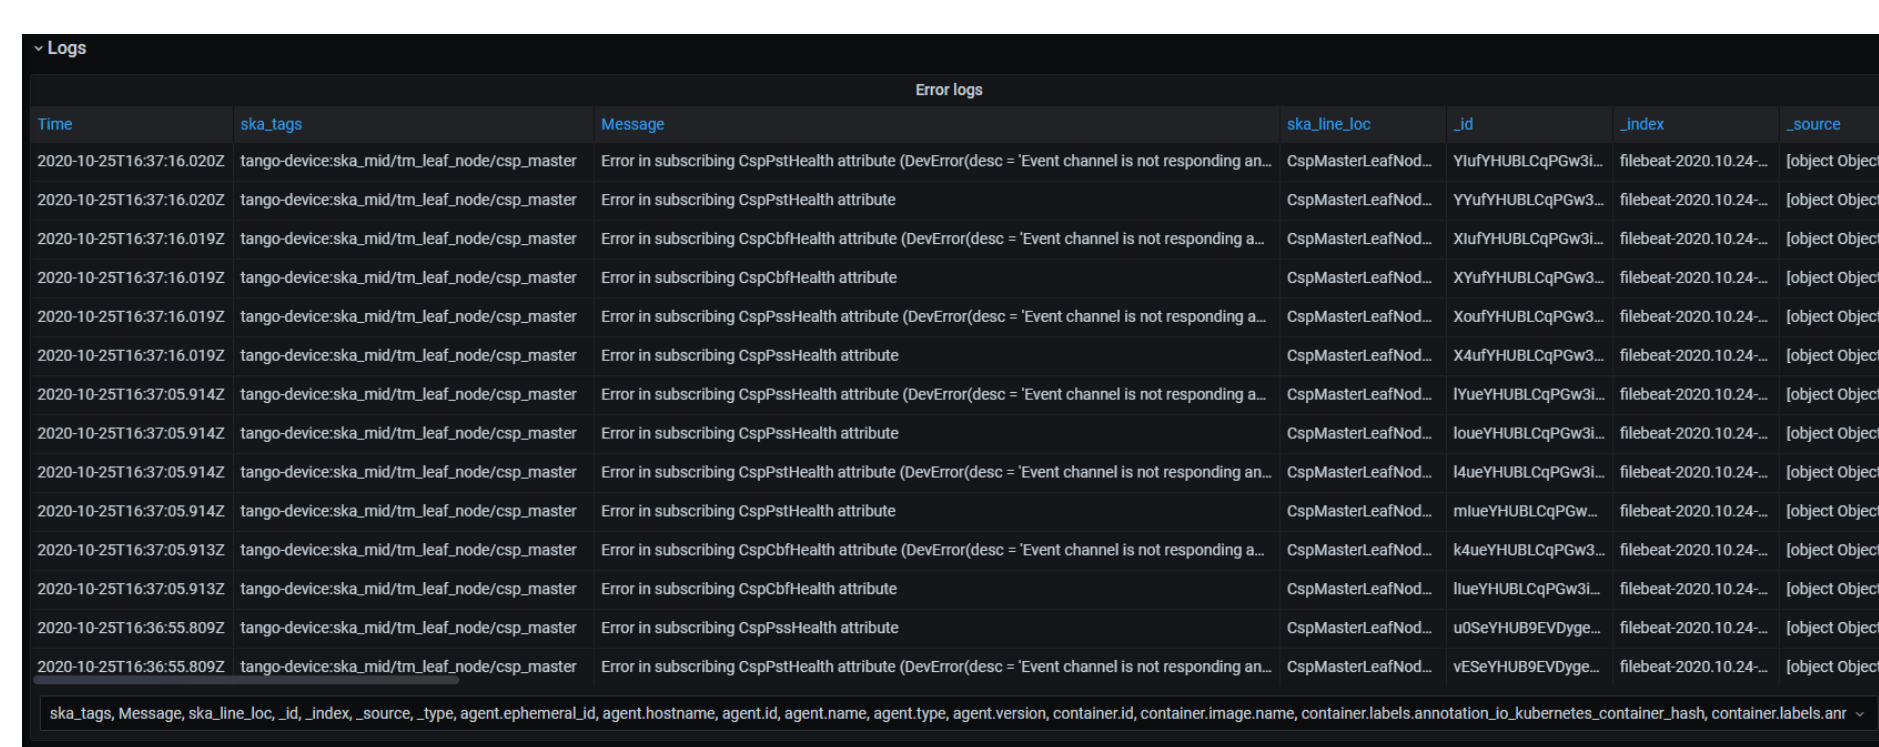 Logs
Error logs
Time ska_tags Message ska_line_loc _id _index _source
2020-10-25T16:37:16.020Z tango-device:ska_mid/tm_leaf_node/csp_master Error in subscribing CspPstHealth attribute (DevError(desc = 'Event channel is not responding an... CspMasterLeafNod... YIufYHUBLCqPGw3i... filebeat-2020.10.24-... [object Object
2020-10-25T16:37:16.020Z tango-device:ska_mid/tm_leaf_node/csp_master Error in subscribing CspPstHealth attribute CspMasterLeafNod... YYufYHUBLCqPGw3... filebeat-2020.10.24-... [object Object
2020-10-25T16:37:16.019Z tango-device:ska_mid/tm_leaf_node/csp_master Error in subscribing CspCbfHealth attribute (DevError(desc = 'Event channel is not responding a... CspMasterLeafNod... XIufYHUBLCqPGw3i... filebeat-2020.10.24-... [object Object
2020-10-25T16:37:16.019Z tango-device:ska_mid/tm_leaf_node/csp_master Error in subscribing CspCbfHealth attribute CspMasterLeafNod... XYufYHUBLCqPGw3... filebeat-2020.10.24-... [object Object
2020-10-25T16:37:16.019Z tango-device:ska_mid/tm_leaf_node/csp_master Error in subscribing CspPssHealth attribute (DevError(desc = 'Event channel is not responding a... CspMasterLeafNod... XoufYHUBLCqPGw3... filebeat-2020.10.24-... [object Object
2020-10-25T16:37:16.019Z tango-device:ska_mid/tm_leaf_node/csp_master Error in subscribing CspPssHealth attribute CspMasterLeafNod... X4ufYHUBLCqPGw3... filebeat-2020.10.24-... [object Object
2020-10-25T16:37:05.914Z tango-device:ska_mid/tm_leaf_node/csp_master Error in subscribing CspPssHealth attribute (DevError(desc = 'Event channel is not responding a... CspMasterLeafNod... lYueYHUBLCqPGw3i... filebeat-2020.10.24-... [object Object
2020-10-25T16:37:05.914Z tango-device:ska_mid/tm_leaf_node/csp_master Error in subscribing CspPssHealth attribute CspMasterLeafNod... loueYHUBLCqPGw3i... filebeat-2020.10.24-... [object Object
2020-10-25T16:37:05.914Z tango-device:ska_mid/tm_leaf_node/csp_master Error in subscribing CspPstHealth attribute (DevError(desc = 'Event channel is not responding an... CspMasterLeafNod... l4ueYHUBLCqPGw3i... filebeat-2020.10.24-... [object Object
2020-10-25T16:37:05.914Z tango-device:ska_mid/tm_leaf_node/csp_master Error in subscribing CspPstHealth attribute CspMasterLeafNod... mIueYHUBLCqPGw... filebeat-2020.10.24-... [object Object
2020-10-25T16:37:05.913Z tango-device:ska_mid/tm_leaf_node/csp_master Error in subscribing CspCbfHealth attribute (DevError(desc = 'Event channel is not responding a... CspMasterLeafNod... k4ueYHUBLCqPGw3... filebeat-2020.10.24-... [object Object
2020-10-25T16:37:05.913Z tango-device:ska_mid/tm_leaf_node/csp_master Error in subscribing CspCbfHealth attribute CspMasterLeafNod... lIueYHUBLCqPGw3i... filebeat-2020.10.24-... [object Object
2020-10-25T16:36:55.809Z tango-device:ska_mid/tm_leaf_node/csp_master Error in subscribing CspPssHealth attribute CspMasterLeafNod... u0SeYHUB9EVDyge... filebeat-2020.10.24-... [object Object
2020-10-25T16:36:55.809Z tango-device:ska_mid/tm_leaf_node/csp_master Error in subscribing CspPstHealth attribute (DevError(desc = 'Event channel is not responding an... CspMasterLeafNod... vESeYHUB9EVDyge... filebeat-2020.10.24-... [object Object
ska_tags, Message, ska_line_loc, _id, _index, _source, _type, agent.ephemeral_id, agent.hostname, agent.id, agent.name, agent.type, agent.version, container.id, container.image.name, container.labels.annotation_io_kubernetes_container_hash, container.labels.anr